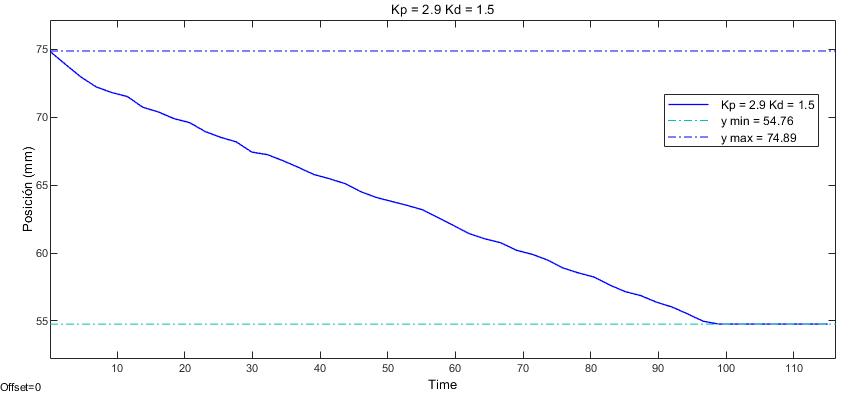 Kp = 2.9 Kd = 1.5
75
70
65
60
55
Posición (mm)
Kp = 2.9 Kd = 1.5
y min = 54.76
y max = 74.89
10 20 30 40 50 60 70 80 90 100 110
Time
Offset=0